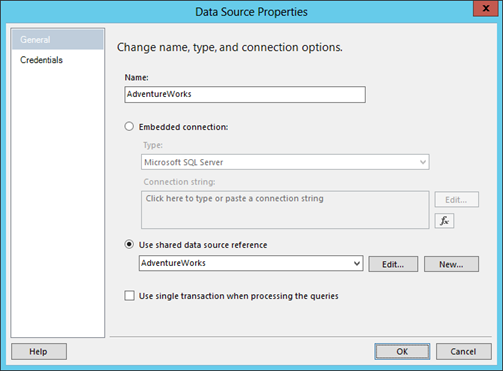 Data Source Properties
x
General
Credentials
Change name, type, and connection options.
Name:
AdventureWorks
Embedded connection:
Type:
Microsoft SQL Server
Connection string:
Click here to type or paste a connection string
Edit...
fx
Use shared data source reference
AdventureWorks
Edit...
New...
Use single transaction when processing the queries
Help
OK
Cancel